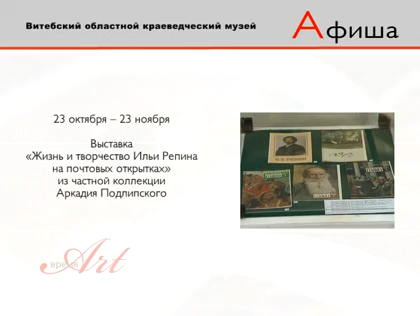 Витебский областной краеведческий музей
Афиша
23 октября – 23 ноября
Выставка
«Жизнь и творчество Ильи Репина
на почтовых открытках»
из частной коллекции
Аркадия Подлипского
время Art